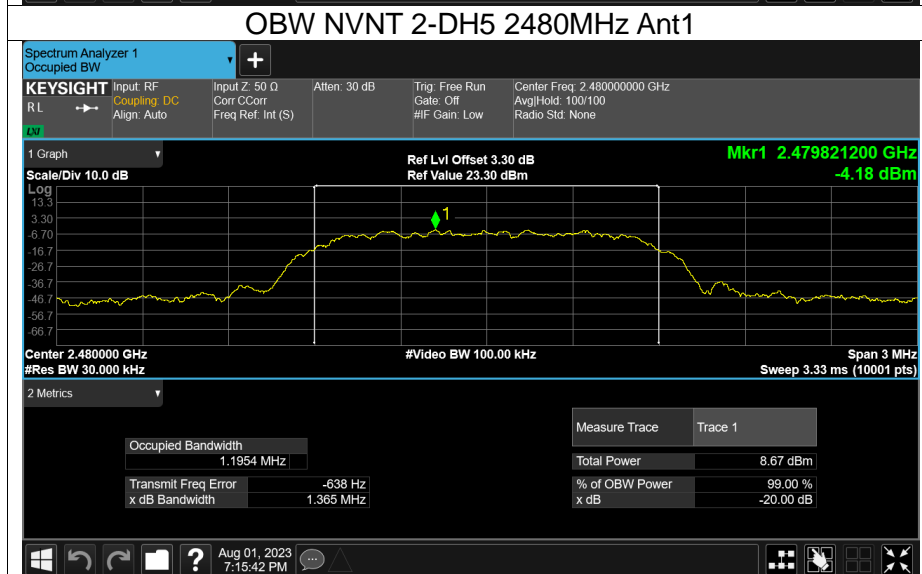 OBW NVNT 2-DH5 2480MHz Ant1
Spectrum Analyzer 1
Occupied BW
+
KEYSIGHT Input: RF Input Z: 50 Ω Atten: 30 dB Trig: Free Run Center Freq: 2.480000000 GHz
R L Coupling: DC Corr CCorr Gate: Off Avg|Hold: 100/100
Align: Auto Freq Ref: Int (S) #IF Gain: Low Radio Std: None
LXI
1 Graph Ref Lvl Offset 3.30 dB Mkr1 2.479821200 GHz
Scale/Div 10.0 dB Ref Value 23.30 dBm -4.18 dBm
Log
13.3
3.30
1
-6.70
-16.7
-26.7
-36.7
-46.7
-56.7
-66.7
Center 2.480000 GHz #Video BW 100.00 kHz Span 3 MHz
#Res BW 30.000 kHz Sweep 3.33 ms (10001 pts)
2 Metrics
Measure Trace Trace 1
Occupied Bandwidth
1.1954 MHz
Total Power 8.67 dBm
Transmit Freq Error -638 Hz % of OBW Power 99.00 %
x dB Bandwidth 1.365 MHz x dB -20.00 dB
? Aug 01, 2023
7:15:42 PM